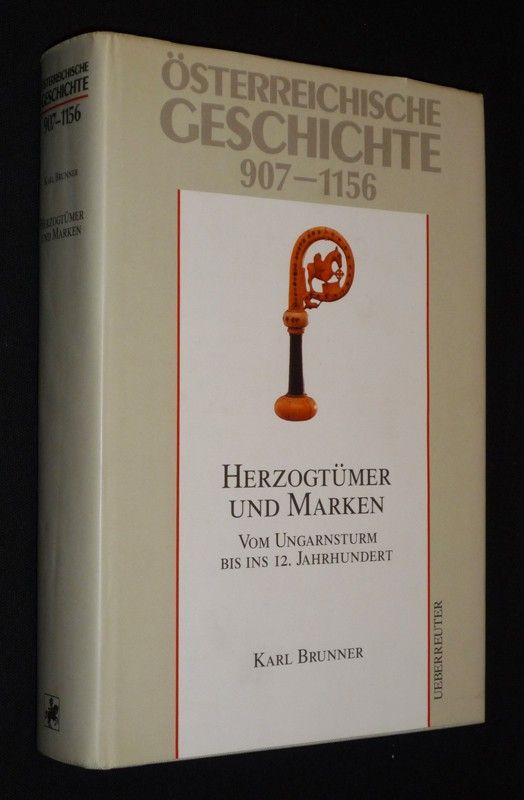 ÖSTERREICHISCHE
GESCHICHTE
907–1156
KARL BRUNNER
HERZOGTÜMER
UND MARKEN
ÖSTERREICHISCHE
GESCHICHTE
907–1156
HERZOGTÜMER
UND MARKEN
VOM UNGARNSTURM
BIS INS 12. JAHRHUNDERT
KARL BRUNNER
UEBERREUTER